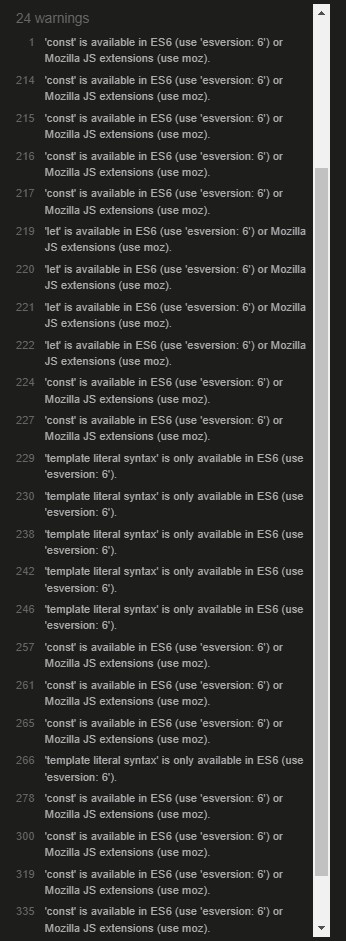 24 warnings
1 'const' is available in ES6 (use 'esversion: 6') or
Mozilla JS extensions (use moz).
214 'const' is available in ES6 (use 'esversion: 6') or
Mozilla JS extensions (use moz).
215 'const' is available in ES6 (use 'esversion: 6') or
Mozilla JS extensions (use moz).
216 'const' is available in ES6 (use 'esversion: 6') or
Mozilla JS extensions (use moz).
217 'const' is available in ES6 (use 'esversion: 6') or
Mozilla JS extensions (use moz).
219 'let' is available in ES6 (use 'esversion: 6') or Mozilla
JS extensions (use moz).
220 'let' is available in ES6 (use 'esversion: 6') or Mozilla
JS extensions (use moz).
221 'let' is available in ES6 (use 'esversion: 6') or Mozilla
JS extensions (use moz).
222 'let' is available in ES6 (use 'esversion: 6') or Mozilla
JS extensions (use moz).
224 'const' is available in ES6 (use 'esversion: 6') or
Mozilla JS extensions (use moz).
227 'const' is available in ES6 (use 'esversion: 6') or
Mozilla JS extensions (use moz).
229 'template literal syntax' is only available in ES6 (use
'esversion: 6').
230 'template literal syntax' is only available in ES6 (use
'esversion: 6').
238 'template literal syntax' is only available in ES6 (use
'esversion: 6').
242 'template literal syntax' is only available in ES6 (use
'esversion: 6').
246 'template literal syntax' is only available in ES6 (use
'esversion: 6').
257 'const' is available in ES6 (use 'esversion: 6') or
Mozilla JS extensions (use moz).
261 'const' is available in ES6 (use 'esversion: 6') or
Mozilla JS extensions (use moz).
265 'const' is available in ES6 (use 'esversion: 6') or
Mozilla JS extensions (use moz).
266 'template literal syntax' is only available in ES6 (use
'esversion: 6').
278 'const' is available in ES6 (use 'esversion: 6') or
Mozilla JS extensions (use moz).
300 'const' is available in ES6 (use 'esversion: 6') or
Mozilla JS extensions (use moz).
319 'const' is available in ES6 (use 'esversion: 6') or
Mozilla JS extensions (use moz).
335 'const' is available in ES6 (use 'esversion: 6') or
Mozilla JS extensions (use moz).